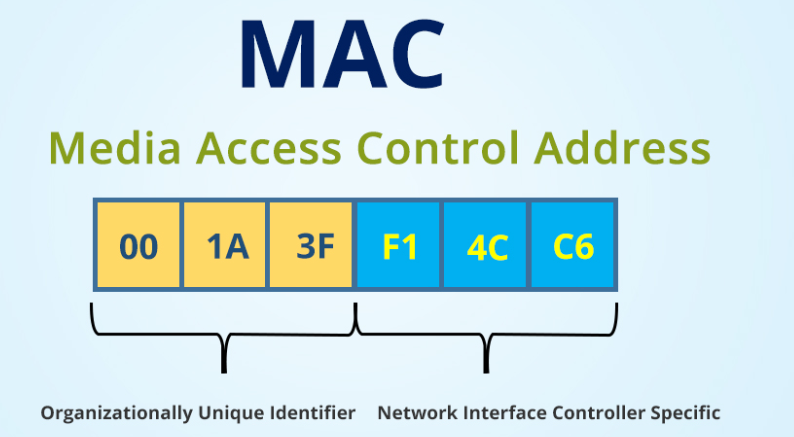 MAC
Media Access Control Address
00 1A 3F F1 4C C6
Organizationally Unique Identifier Network Interface Controller Specific